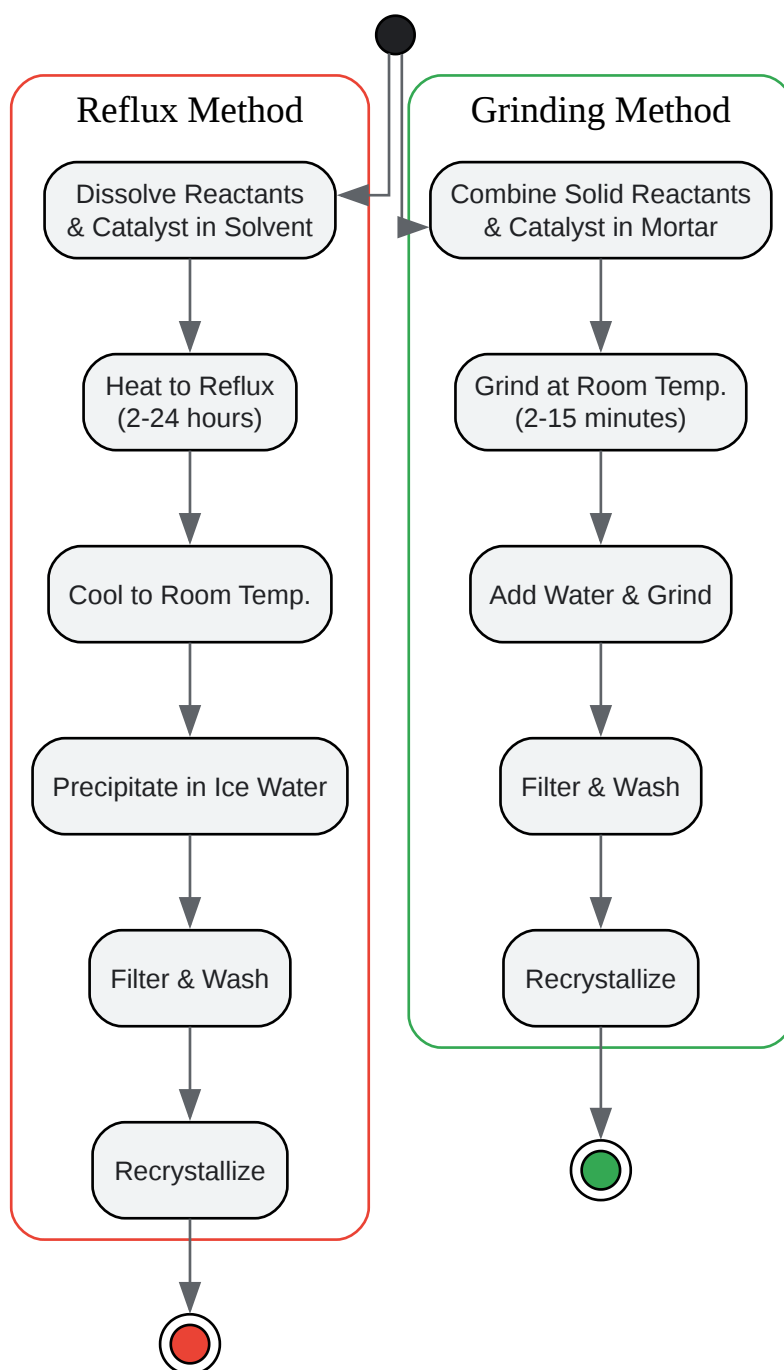 Reflux Method
Dissolve Reactants
& Catalyst in Solvent
Heat to Reflux
(2-24 hours)
Cool to Room Temp.
Precipitate in Ice Water
Filter & Wash
Recrystallize
Grinding Method
Combine Solid Reactants
& Catalyst in Mortar
Grind at Room Temp.
(2-15 minutes)
Add Water & Grind
Filter & Wash
Recrystallize